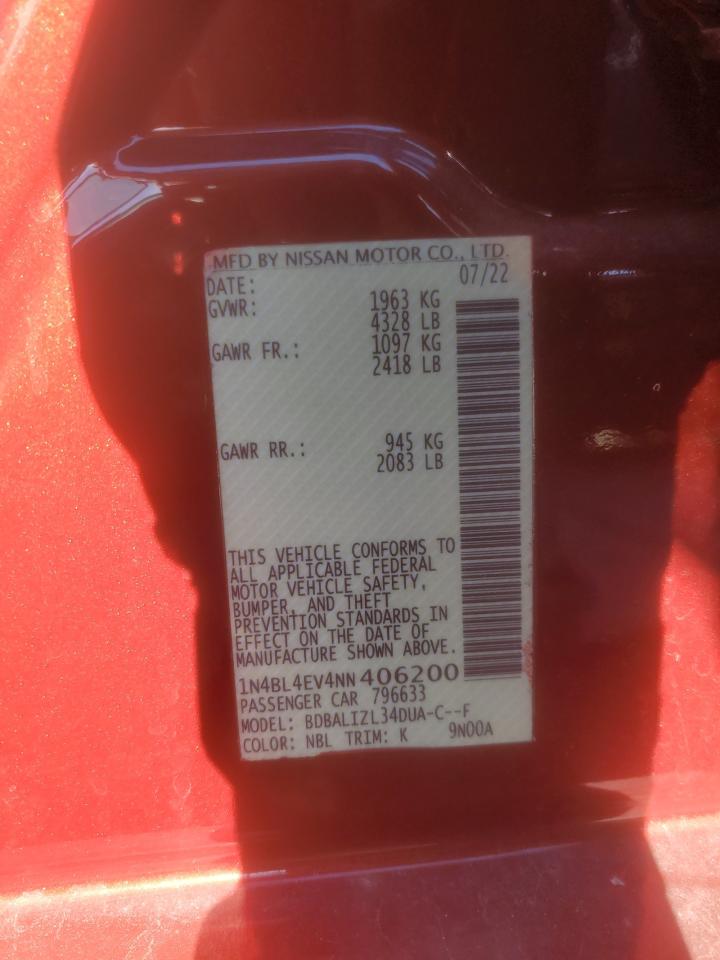 MFD BY NISSAN MOTOR CO., LTD.
DATE: 07/22
GVWR: 1963 KG
4328 LB
GAWR FR.: 1097 KG
2418 LB
GAWR RR.: 945 KG
2083 LB
THIS VEHICLE CONFORMS TO
ALL APPLICABLE FEDERAL
MOTOR VEHICLE SAFETY,
BUMPER, AND THEFT
PREVENTION STANDARDS IN
EFFECT ON THE DATE OF
MANUFACTURE SHOWN ABOVE.
1N4BL4EV4NN406200
PASSENGER CAR 796633
MODEL: BDBALIZL34DUA-C--F
COLOR: NBL TRIM: K 9N00A